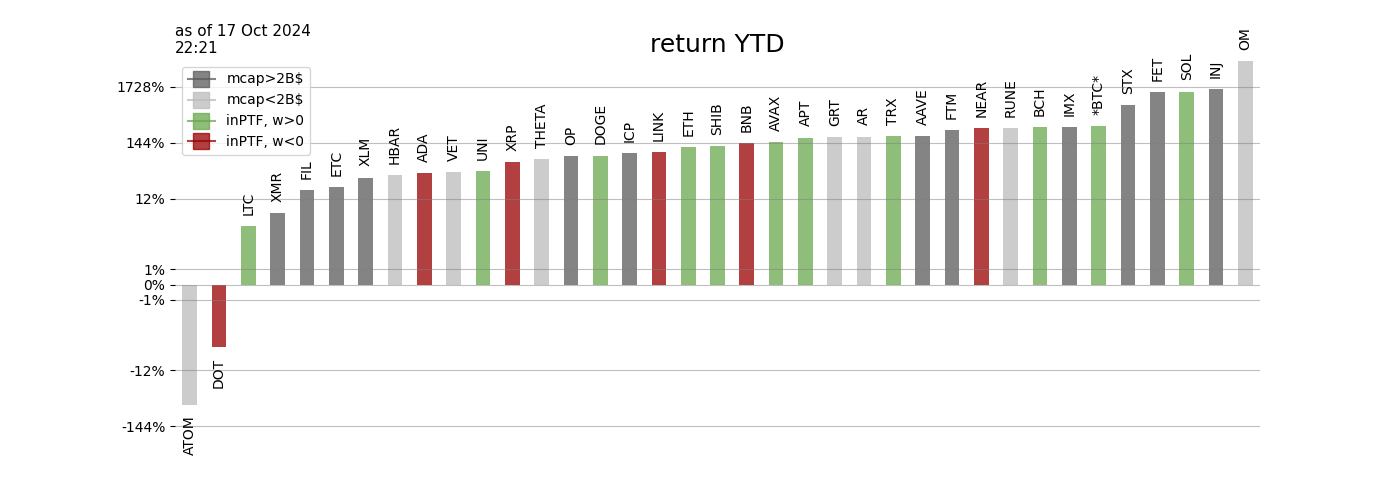 as of 17 Oct 2024
22:21
return YTD
mcap>2B$
mcap<2B$
inPTF, w>0
inPTF, w<0
1728%
144%
12%
1%
0%
-1%
-12%
-144%
ATOM
DOT
LTC
XMR
FIL
ETC
XLM
HBAR
ADA
VET
UNI
XRP
THETA
OP
DOGE
ICP
LINK
ETH
SHIB
BNB
AVAX
APT
GRT
AR
TRX
AAVE
FTM
NEAR
RUNE
BCH
IMX
*BTC*
STX
FET
SOL
INJ
OM